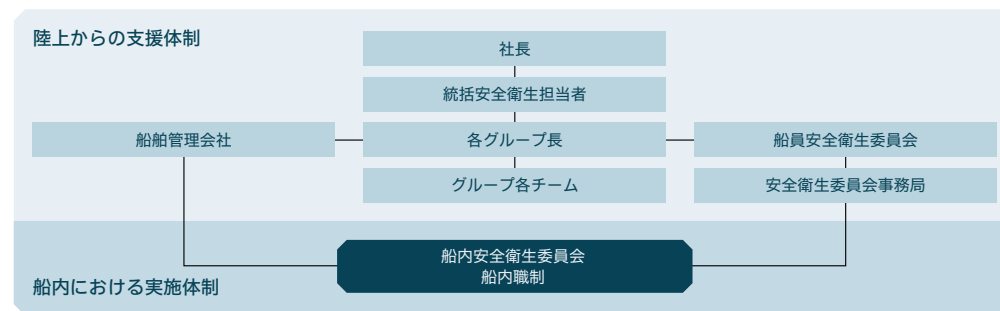 陸上からの支援体制
社長
統括安全衛生担当者
船舶管理会社
各グループ長
船員安全衛生委員会
グループ各チーム
安全衛生委員会事務局
船内安全衛生委員会
船内職制
船内における実施体制